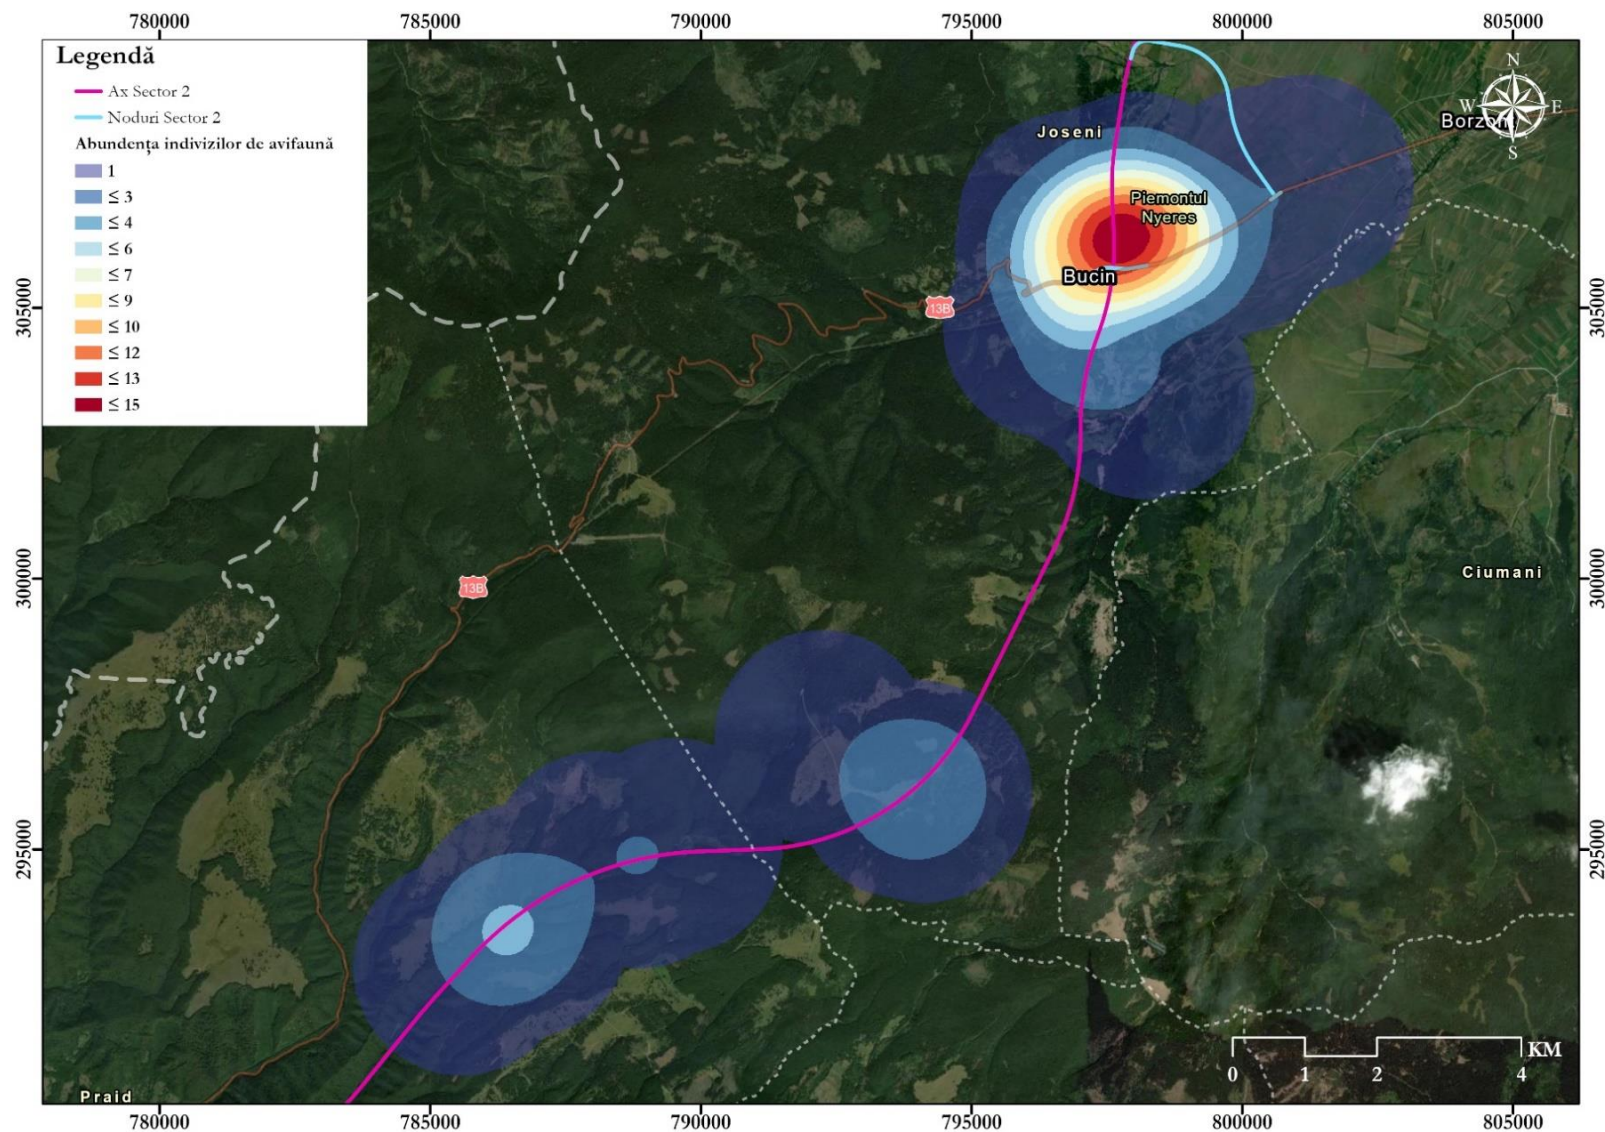 780000 785000 790000 795000 800000 805000
Legendă
Ax Sector 2
Noduri Sector 2
Abundența indivizilor de avifaună
1
≤ 3
≤ 4
≤ 6
≤ 7
≤ 9
≤ 10
≤ 12
≤ 13
≤ 15
N
W E
S
Joseni
Piemontul
Nyeres
Bucin
13B
305000 305000
13B
300000 300000
Ciumani
295000 295000
Praid
KM
0 1 2 4
780000 785000 790000 795000 800000 805000